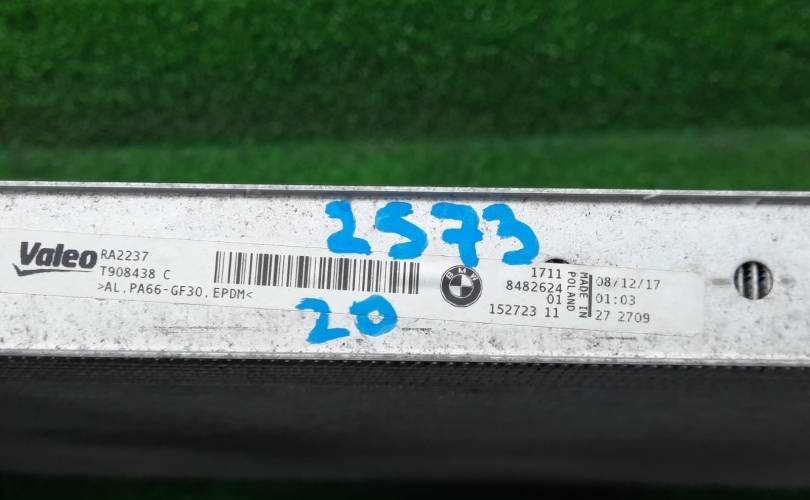 2573
Valeo RA2237
T908438 C
>AL.PA66-GF30.EPDM<
BMW
1711
8482624
01
152723 11
MADE IN
POLAND
08/12/17
01:03
27 2709
20